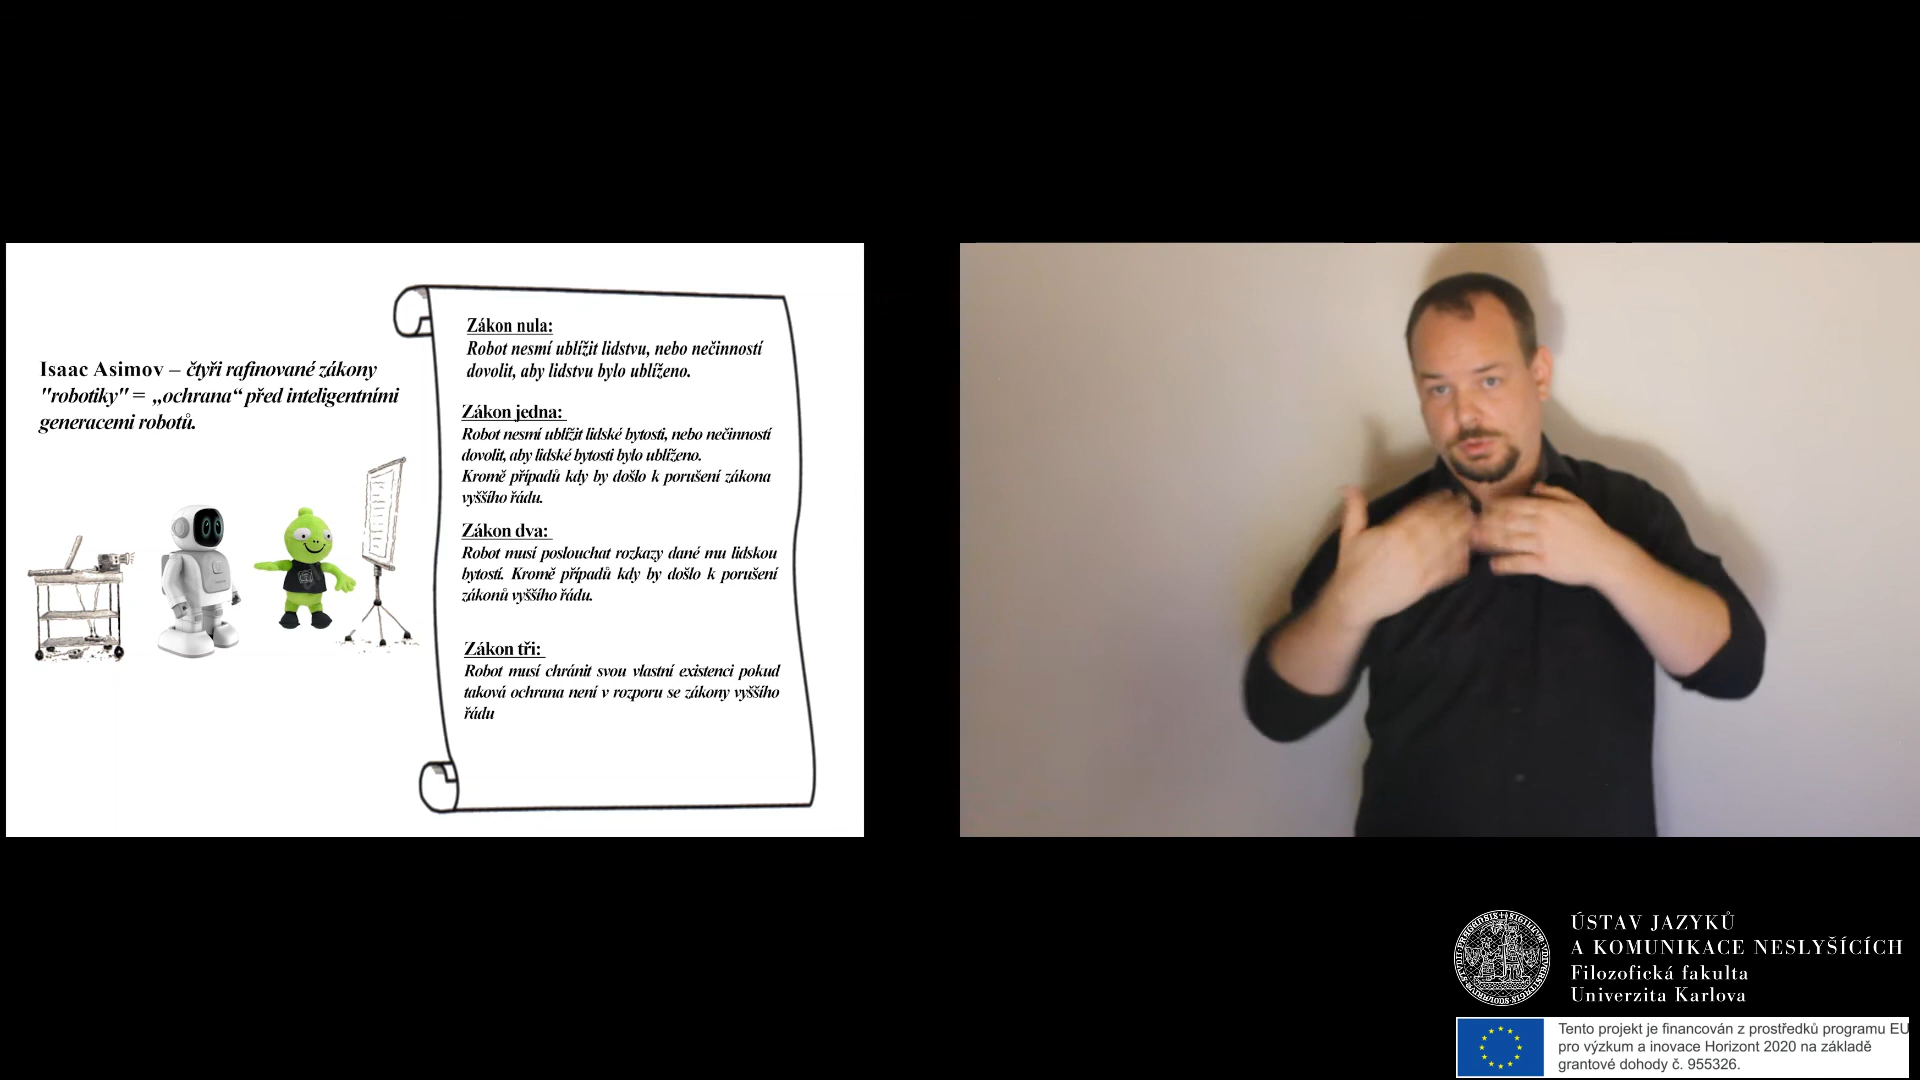 Isaac Asimov – čtyři rafinované zákony
"robotiky" = „ochrana“ před inteligentními
generacemi robotů.
Zákon nula:
Robot nesmí ublížit lidstvu, nebo nečinností
dovolit, aby lidstvu bylo ublíženo.
Zákon jedna:
Robot nesmí ublížit lidské bytosti, nebo nečinností
dovolit, aby lidské bytosti bylo ublíženo.
Kromě případů kdy by došlo k porušení zákona
vyššího řádu.
Zákon dva:
Robot musí poslouchat rozkazy dané mu lidskou
bytostí. Kromě případů kdy by došlo k porušení
zákonů vyššího řádu.
Zákon tři:
Robot musí chránit svou vlastní existenci pokud
taková ochrana není v rozporu se zákony vyššího
řádu
ÚSTAV JAZYKŮ
A KOMUNIKACE NESLYŠÍCÍCH
Filozofická fakulta
Univerzita Karlova
Tento projekt je financován z prostředků programu EU
pro výzkum a inovace Horizont 2020 na základě
grantové dohody č. 955326.